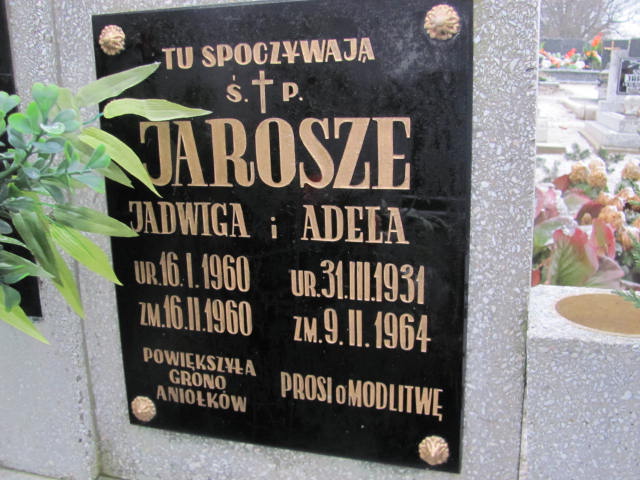 TU SPOCZYWAJĄ
Ś. † P.
JAROSZE
JADWIGA i ADELA
UR. 16. I. 1960
ZM. 16. II. 1960
POWIĘKSZYŁA
GRONO
ANIOŁKÓW
UR. 31. III. 1931
ZM. 9. II. 1964
PROSI O MODLITWĘ